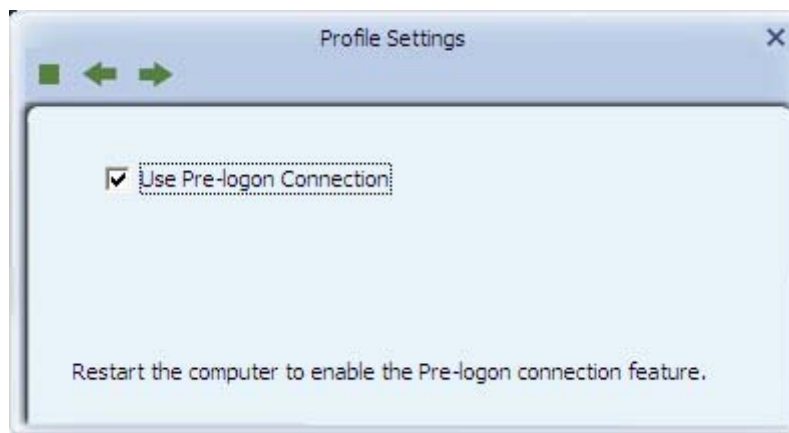 Profile Settings
Use Pre-logon Connection
Restart the computer to enable the Pre-logon connection feature.